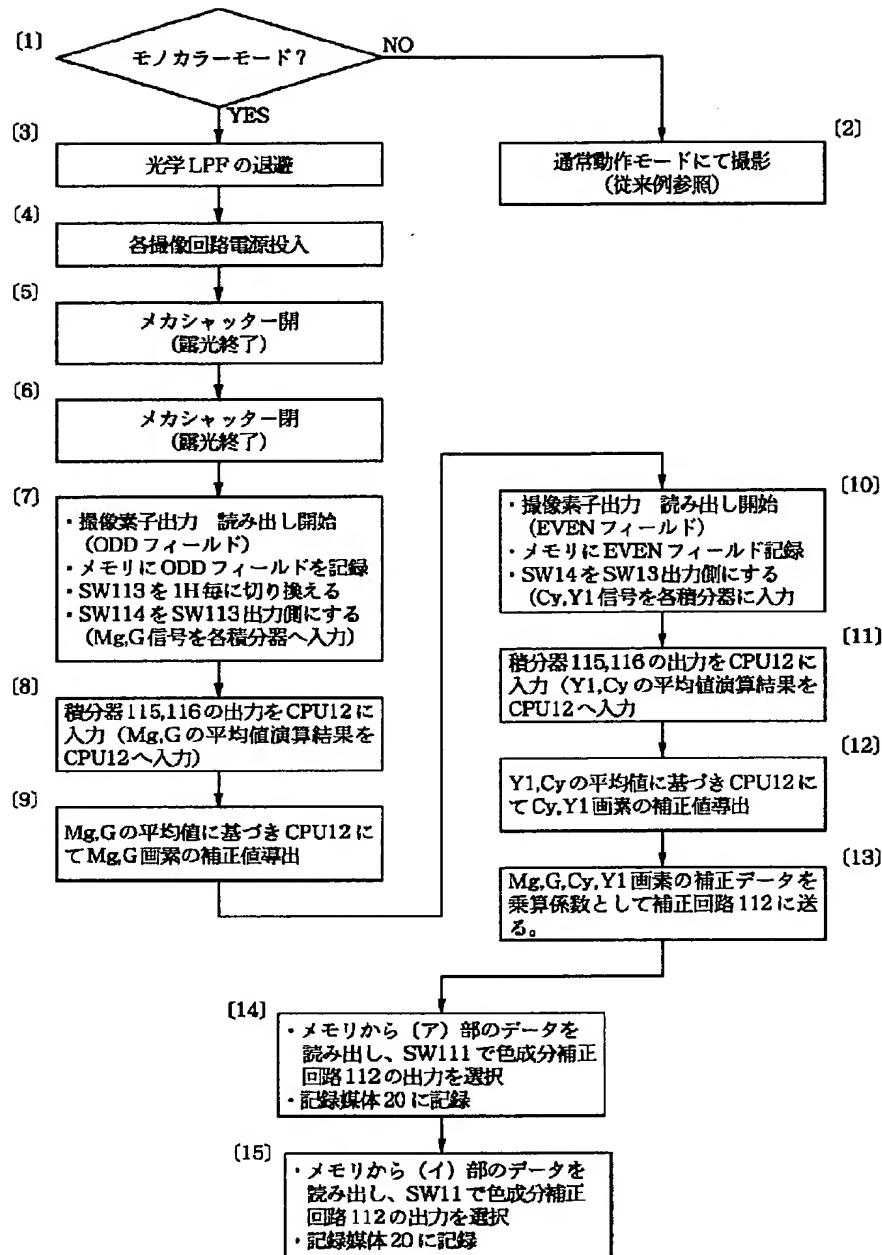 [1]
モノカラーモード?
NO
YES
[2]
通常動作モードにて撮影
(従来例参照)
[3]
光学LPFの退避
[4]
各撮像回路電源投入
[5]
メカシャッター開
(露光終了)
[6]
メカシャッター閉
(露光終了)
[7]
・撮像素子出力 読み出し開始
(ODDフィールド)
・メモリにODDフィールドを記録
・SW113を1H毎に切り換える
・SW114をSW113出力側にする
(Mg,G信号を各積分器へ入力)
[8]
積分器115,116の出力をCPU12に
入力(Mg,Gの平均値演算結果を
CPU12へ入力)
[9]
Mg,Gの平均値に基づきCPU12に
てMg,G画素の補正値導出
[10]
・撮像素子出力 読み出し開始
(EVENフィールド)
・メモリにEVENフィールド記録
・SW14をSW13出力側にする
(Cy,Y1信号を各積分器に入力
[11]
積分器115,116の出力をCPU12に
入力(Y1,Cyの平均値演算結果を
CPU12へ入力
[12]
Y1,Cyの平均値に基づきCPU12に
てCy,Y1画素の補正値導出
[13]
Mg,G,Cy,Y1画素の補正データを
乗算係数として補正回路112に送
る。
[14]
・メモリから(ア)部のデータを
読み出し、SW111で色成分補正
回路112の出力を選択
・記録媒体20に記録
[15]
・メモリから(イ)部のデータを
読み出し、SW11で色成分補正
回路112の出力を選択
・記録媒体20に記録